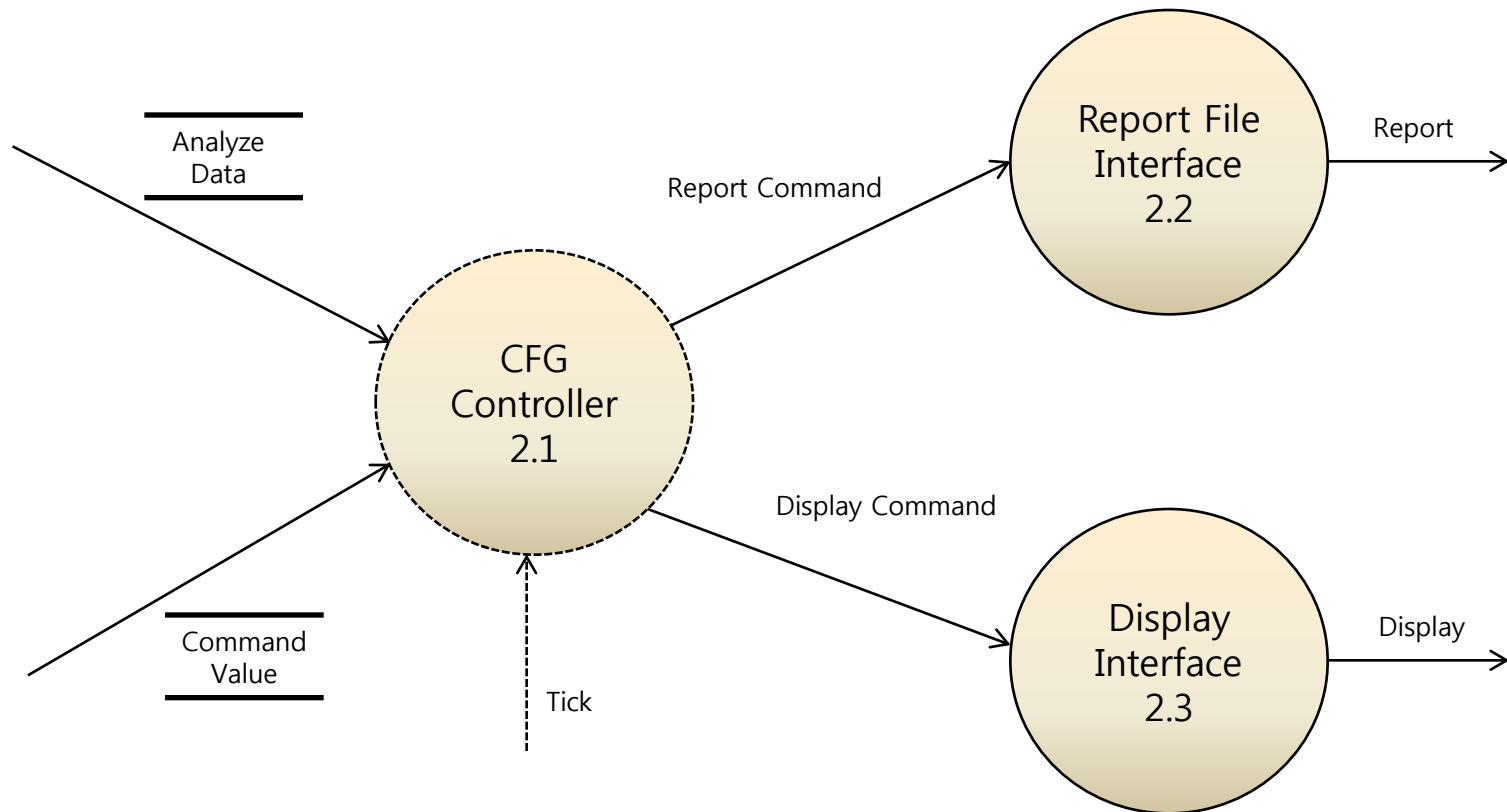 Analyze
Data
Report Command
Report File
Interface
2.2
Report
CFG
Controller
2.1
Display Command
Command
Value
Tick
Display
Interface
2.3
Display